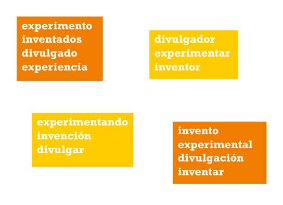 experimento
inventados
divulgado
experiencia
divulgador
experimentar
inventor
experimentando
invención
divulgar
invento
experimental
divulgación
inventar